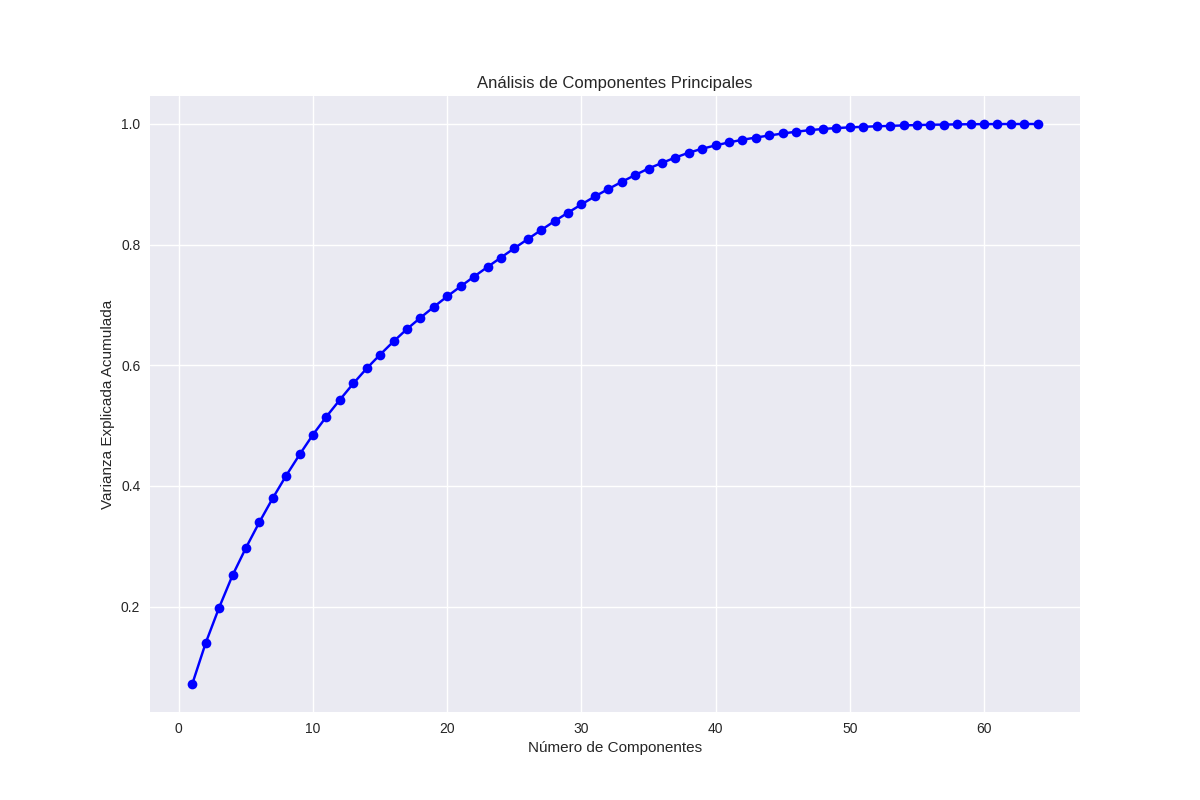 Análisis de Componentes Principales
1.0
0.8
0.6
0.4
0.2
Varianza Explicada Acumulada
0 10 20 30 40 50 60
Número de Componentes